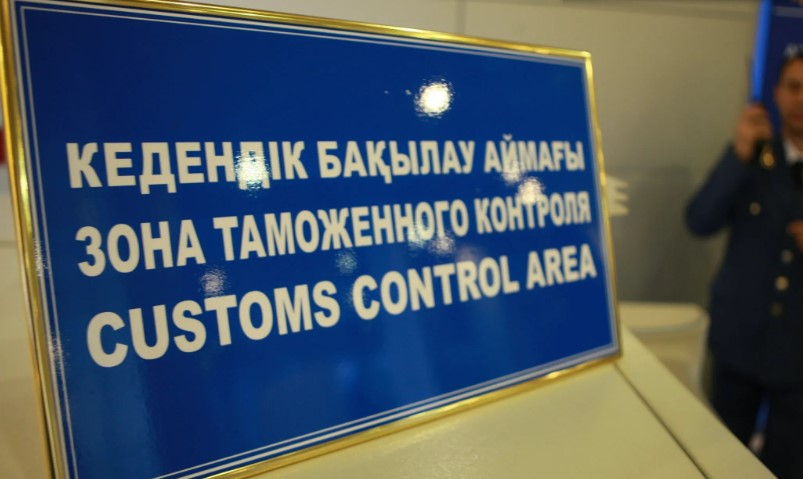 КЕДЕНДІК БАҚЫЛАУ АЙМАҒЫ
ЗОНА ТАМОЖЕННОГО КОНТРОЛЯ
CUSTOMS CONTROL AREA